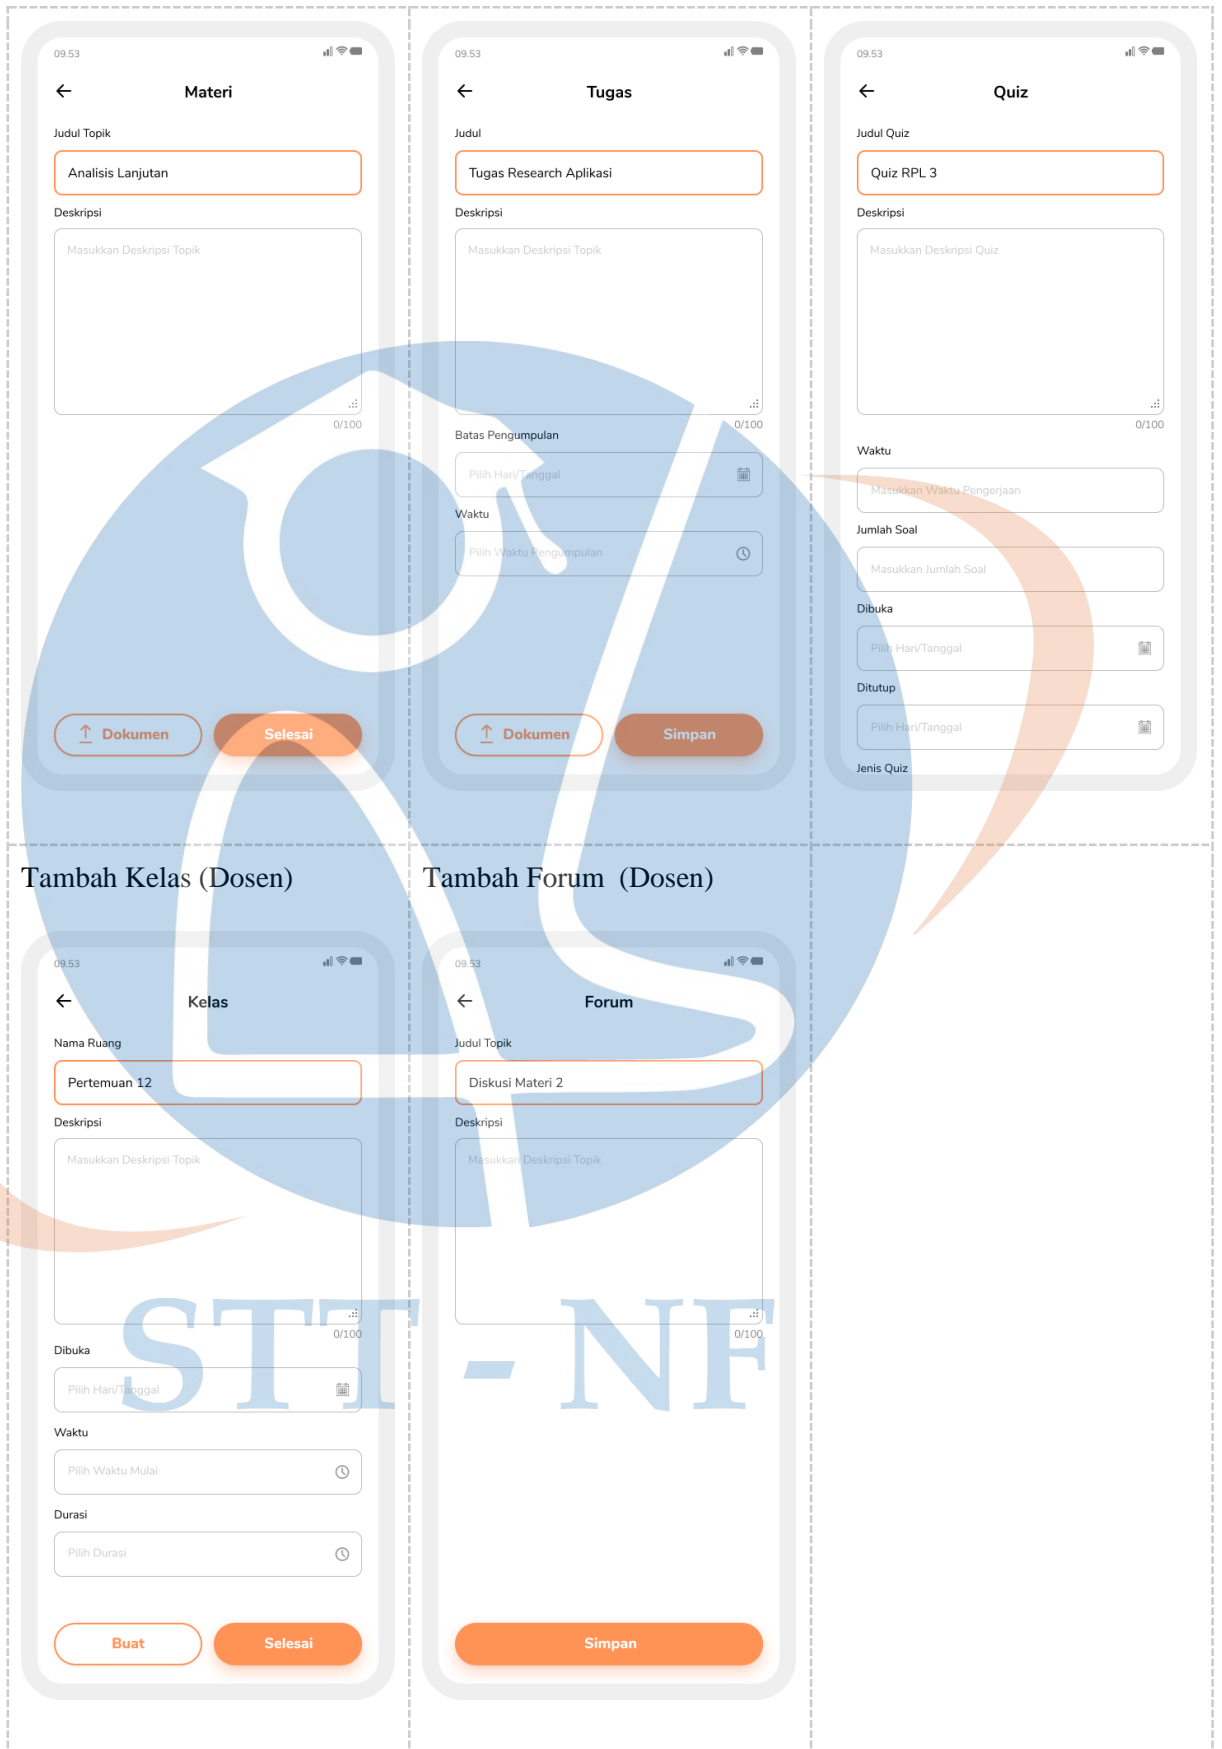 09.53
Materi
Judul Topik
Analisis Lanjutan
Deskripsi
Masukkan Deskripsi Topik
0/100
Dokumen
Selesai
09.53
Tugas
Judul
Tugas Research Aplikasi
Deskripsi
Masukkan Deskripsi Topik
0/100
Batas Pengumpulan
Pilih Hari/Tanggal
Waktu
Pilih Waktu Pengumpulan
Dokumen
Simpan
09.53
Quiz
Judul Quiz
Quiz RPL 3
Deskripsi
Masukkan Deskripsi Quiz
0/100
Waktu
Masukkan Waktu Pengerjaan
Jumlah Soal
Masukkan Jumlah Soal
Dibuka
Pilih Hari/Tanggal
Ditutup
Pilih Hari/Tanggal
Jenis Quiz
Tambah Kelas (Dosen)
09.53
Kelas
Nama Ruang
Pertemuan 12
Deskripsi
Masukkan Deskripsi Topik
0/100
Dibuka
Pilih Hari/Tanggal
Waktu
Pilih Waktu Mulai
Durasi
Pilih Durasi
Buat
Selesai
Tambah Forum (Dosen)
09.53
Forum
Judul Topik
Diskusi Materi 2
Deskripsi
Masukkan Deskripsi Topik
0/100
Simpan
STT - NF